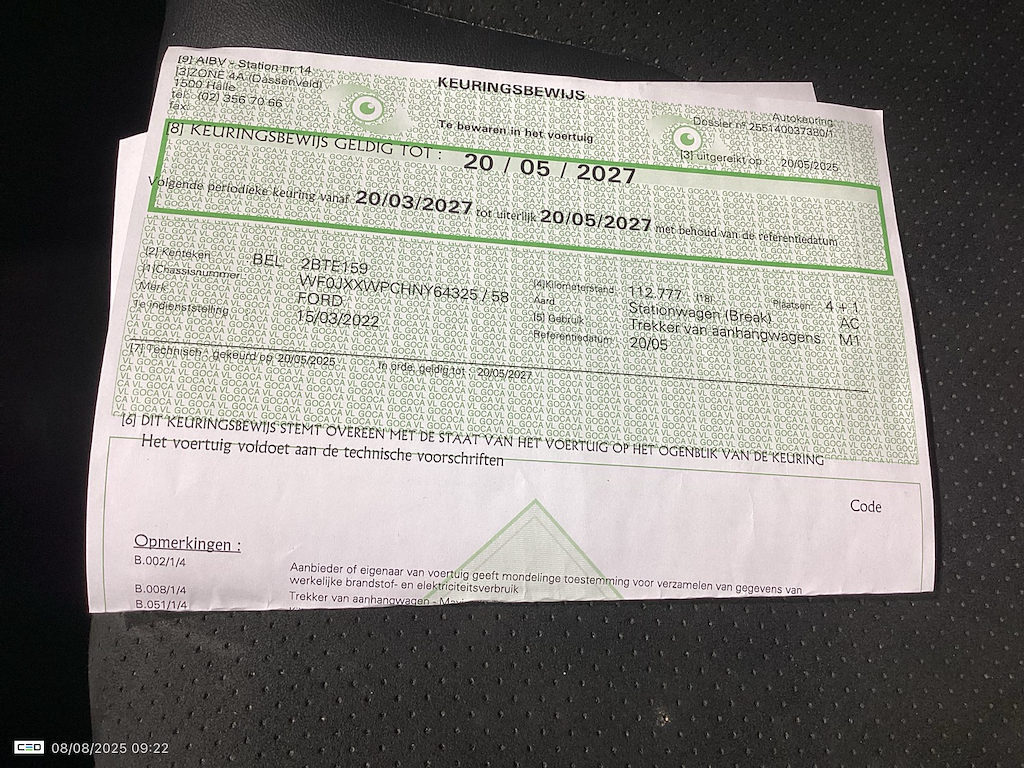 [9] AIBV - Station nr. 14
[3]ZONE 4A (Dassenveld)
1500 Halle
tel: (02) 356 70 66
fax:
KEURINGSBEWIJS
Te bewaren in het voertuig
Autokeuring
Dossier nº 255140037380/1
[3] uitgereikt op : 20/05/2025
[8] KEURINGSBEWIJS GELDIG TOT : 20 / 05 / 2027
Volgende periodieke keuring vanaf 20/03/2027 tot uiterlijk 20/05/2027 met behoud van de referentiedatum
[2] Kenteken BEL 2BTE159
[1]Chassisnummer WF0JXXWPCHNY64325 / 58
Merk FORD
1e indienststelling 15/03/2022
[4]Kilometerstand 112.777 [18] Plaatsen: 4 + 1
Aard Stationwagen (Break) AC
[5] Gebruik Trekker van aanhangwagens. M1
Referentiedatum: 20/05
[7] Technisch - gekeurd op 20/05/2025 In orde, geldig tot : 20/05/2027
[6] DIT KEURINGSBEWIJS STEMT OVEREEN MET DE STAAT VAN HET VOERTUIG OP HET OGENBLIK VAN DE KEURING
Het voertuig voldoet aan de technische voorschriften
Code
Opmerkingen :
B.002/1/4 Aanbieder of eigenaar van voertuig geeft mondelinge toestemming voor verzamelen van gegevens van
werkelijke brandstof- en elektriciteitsverbruik
B.008/1/4 Trekker van aanhangwagen -
B.051/1/4
CEO 08/08/2025 09:22